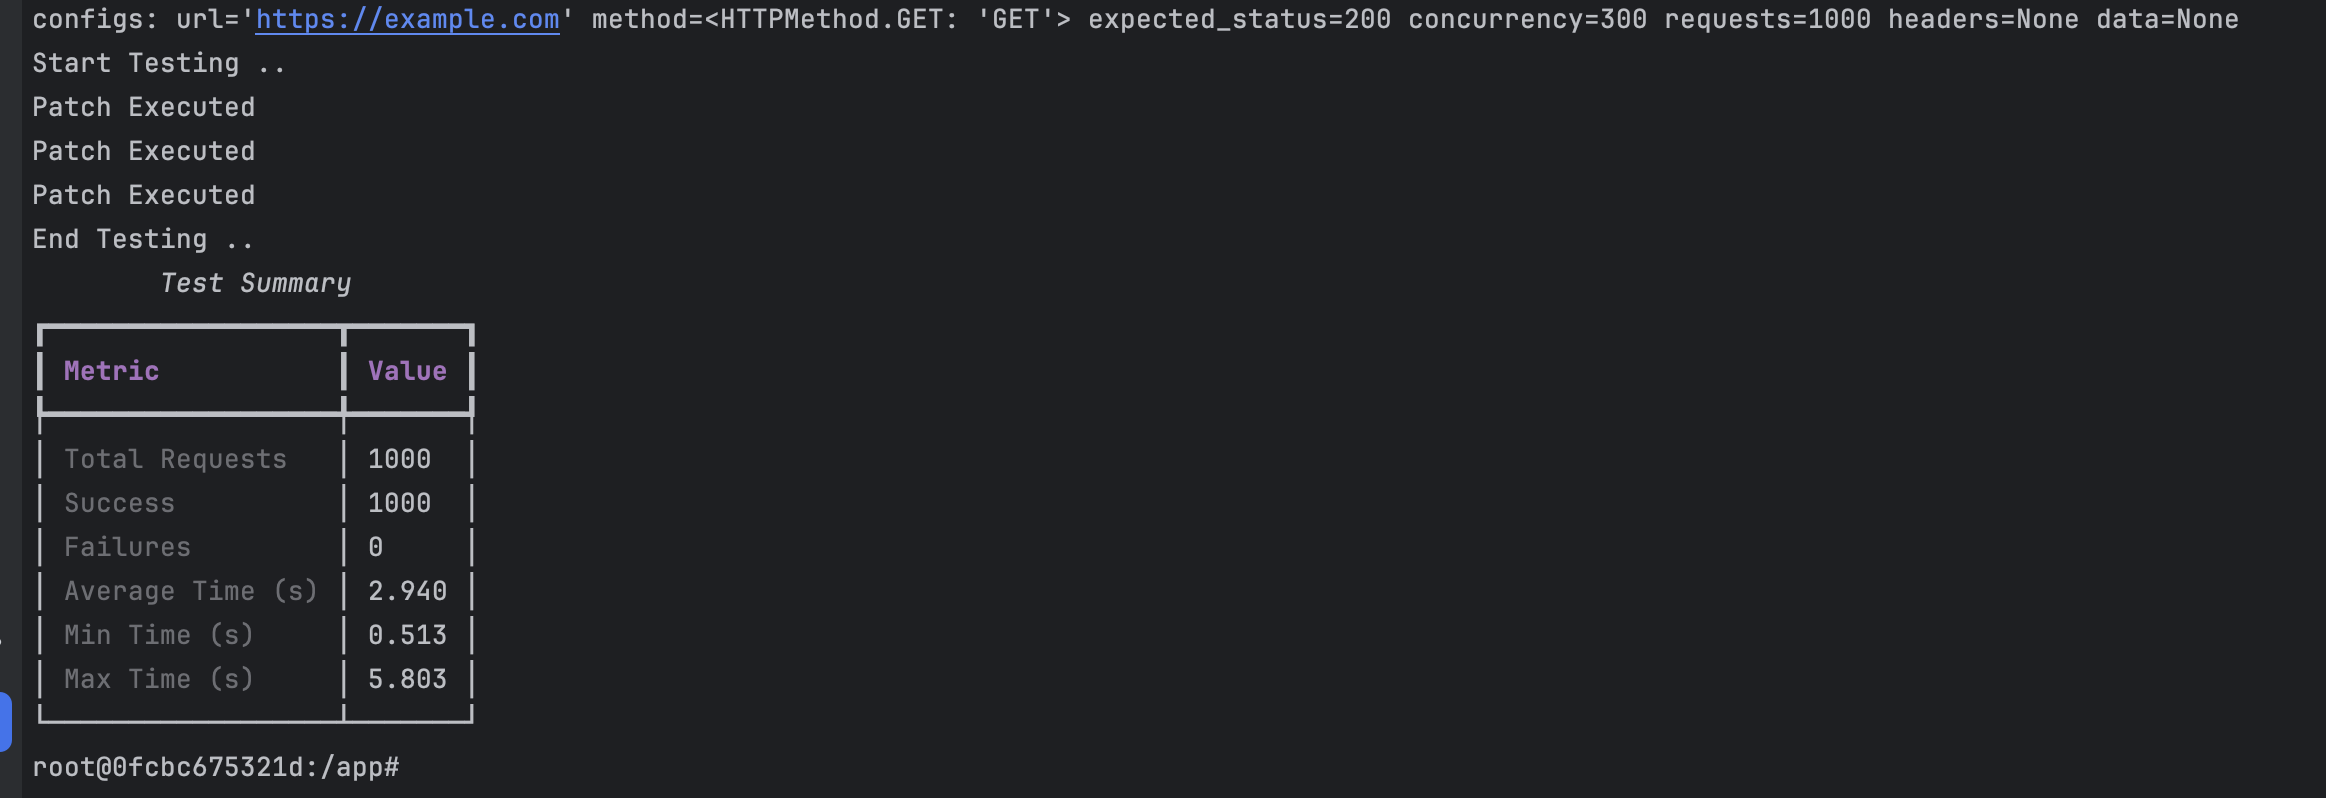 configs: url='https://example.com' method=<HTTPMethod.GET: 'GET'> expected_status=200 concurrency=300 requests=1000 headers=None data=None
Start Testing ..
Patch Executed
Patch Executed
Patch Executed
End Testing ..
Test Summary
Metric Value
Total Requests 1000
Success 1000
Failures 0
Average Time (s) 2.940
Min Time (s) 0.513
Max Time (s) 5.803
root@0fcbc675321d:/app#